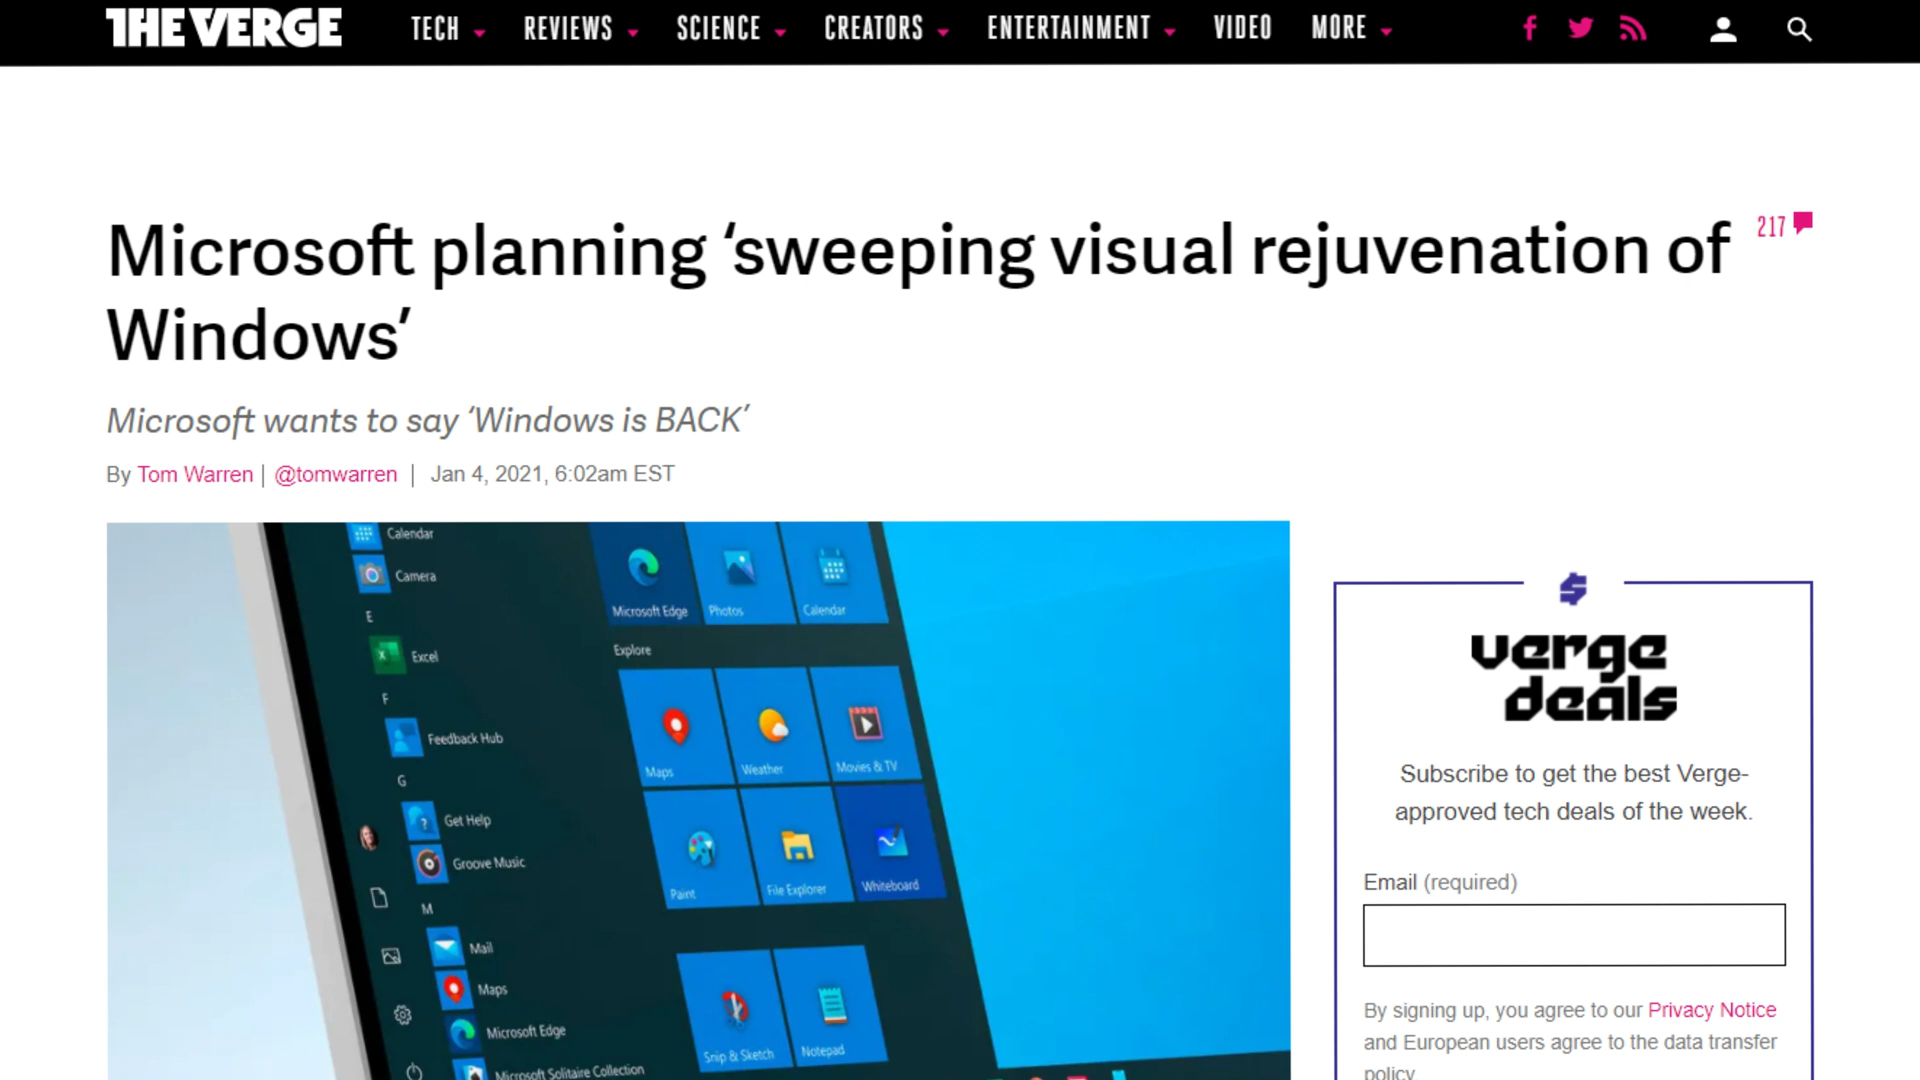 THE VERGE
TECH REVIEWS SCIENCE CREATORS ENTERTAINMENT VIDEO MORE
Microsoft planning ‘sweeping visual rejuvenation of
Windows’
217
Microsoft wants to say ‘Windows is BACK’
By Tom Warren | @tomwarren | Jan 4, 2021, 6:02am EST
Calendar
Camera
E
Excel
F
Feedback Hub
G
Get Help
Groove Music
M
Mail
Maps
Microsoft Edge
Microsoft Solitaire Collection
Microsoft Edge
Photos
Calendar
Explore
Maps
Weather
Movies & TV
Paint
File Explorer
Whiteboard
Snip & Sketch
Notepad
verge
deals
Subscribe to get the best Verge-
approved tech deals of the week.
Email (required)
By signing up, you agree to our Privacy Notice
and European users agree to the data transfer
policy.